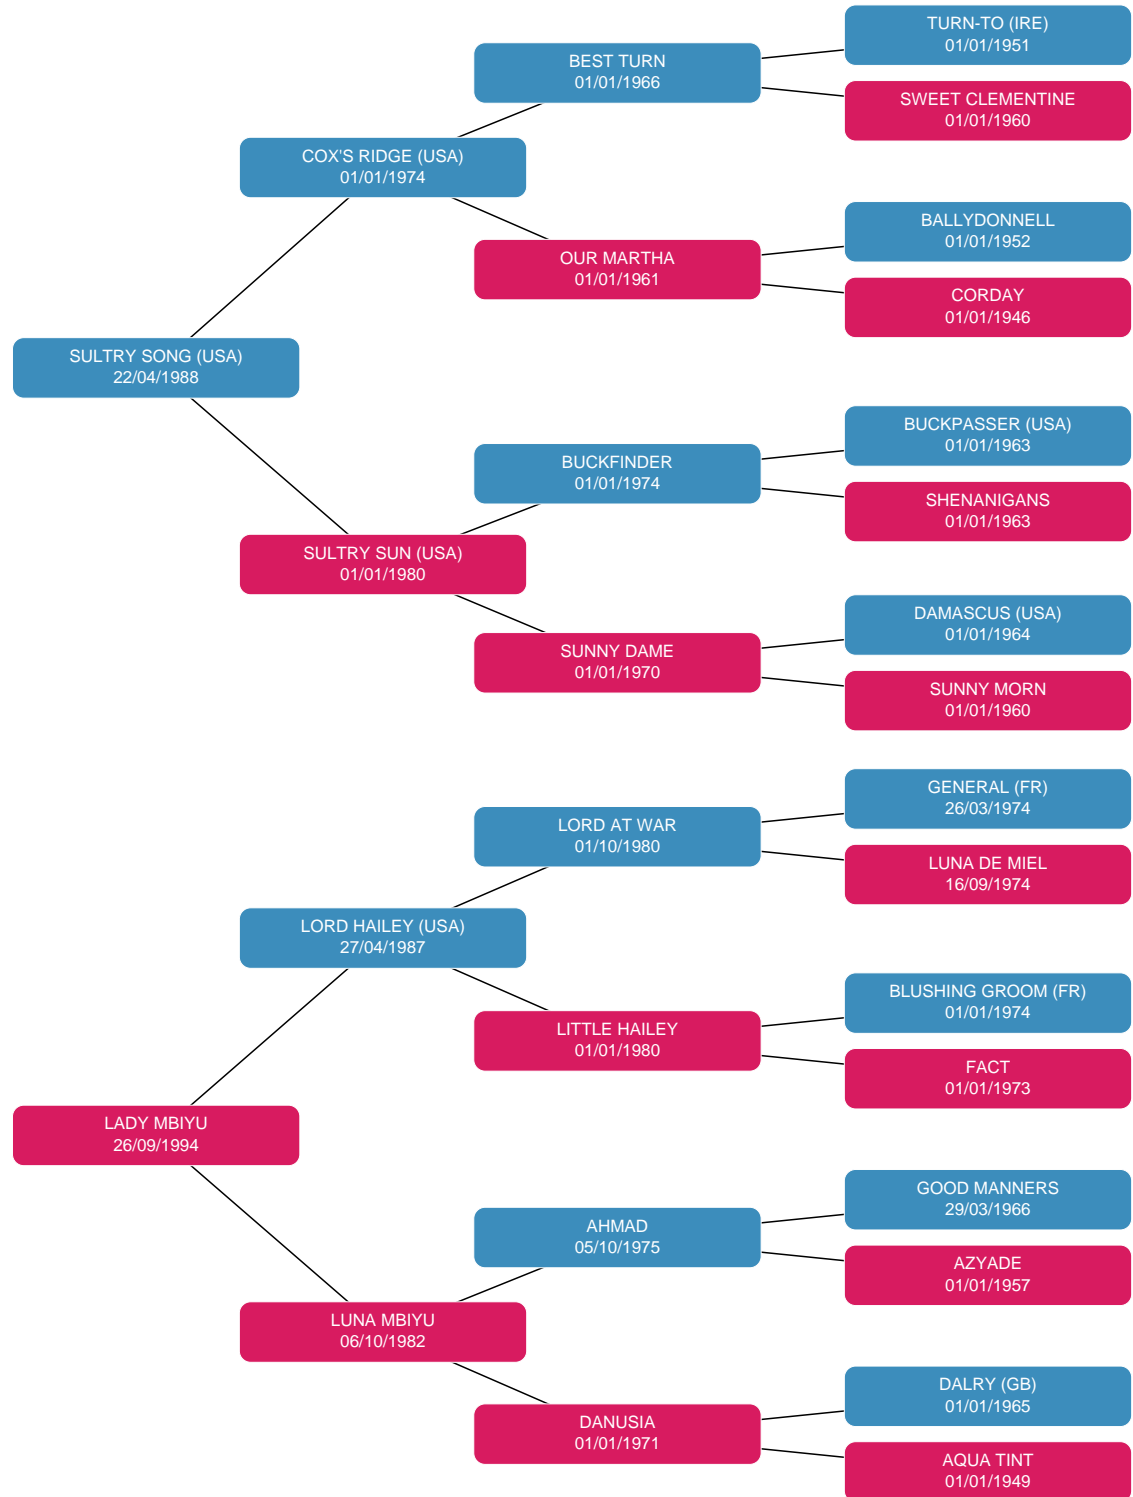 TURN-TO (IRE)
01/01/1951
BEST TURN
01/01/1966
SWEET CLEMENTINE
01/01/1960
COX'S RIDGE (USA)
01/01/1974
BALLYDONNELL
01/01/1952
OUR MARTHA
01/01/1961
CORDAY
01/01/1946
SULTRY SONG (USA)
22/04/1988
BUCKPASSER (USA)
01/01/1963
BUCKFINDER
01/01/1974
SHENANIGANS
01/01/1963
SULTRY SUN (USA)
01/01/1980
DAMASCUS (USA)
01/01/1964
SUNNY DAME
01/01/1970
SUNNY MORN
01/01/1960
GENERAL (FR)
26/03/1974
LORD AT WAR
01/10/1980
LUNA DE MIEL
16/09/1974
LORD HAILEY (USA)
27/04/1987
BLUSHING GROOM (FR)
01/01/1974
LITTLE HAILEY
01/01/1980
FACT
01/01/1973
LADY MBIYU
26/09/1994
GOOD MANNERS
29/03/1966
AHMAD
05/10/1975
AZYADE
01/01/1957
LUNA MBIYU
06/10/1982
DALRY (GB)
01/01/1965
DANUSIA
01/01/1971
AQUA TINT
01/01/1949